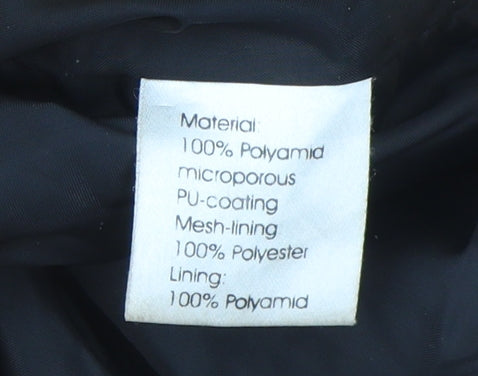 Material:
100% Polyamid
microporous
PU-coating
Mesh-lining
100% Polyester
Lining:
100% Polyamid